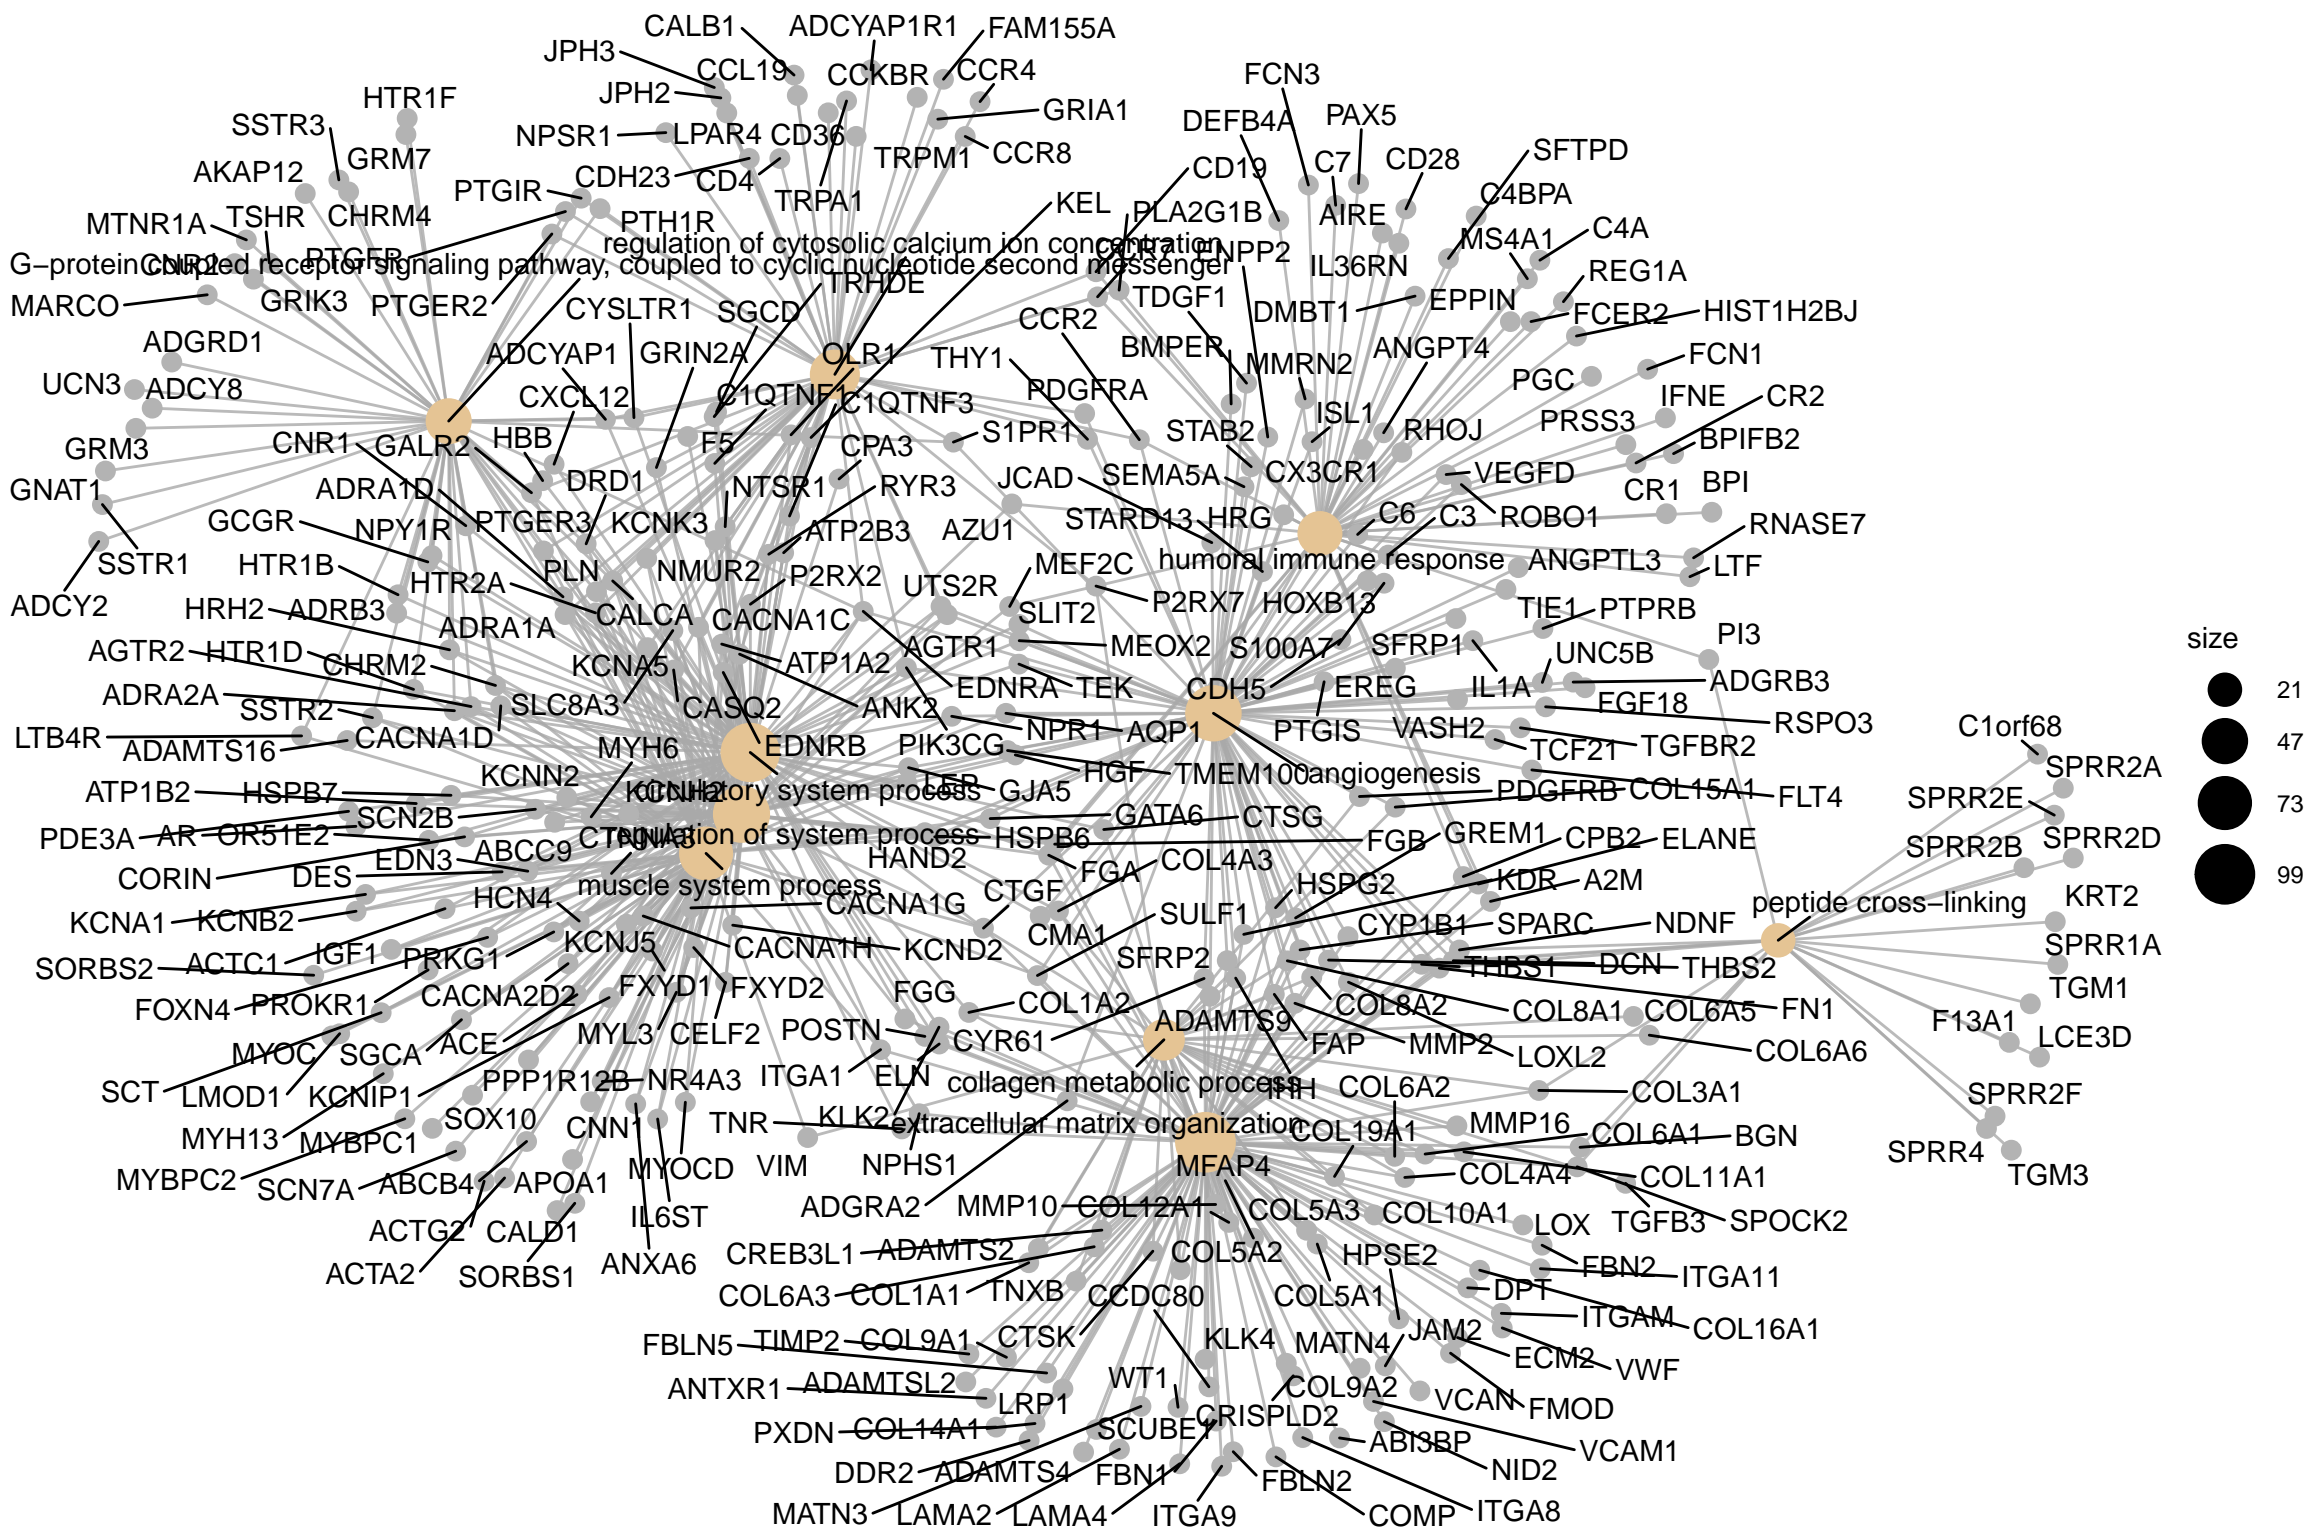 CALB1
ADCYAP1R1
FAM155A
JPH3
CCL19
CCKBR
CCR4
FCN3
JPH2
HTR1F
GRIA1
PAX5
DEFB4A
SSTR3
NPSR1
LPAR4
CD36
TRPM1
CCR8
SFTPD
GRM7
C7
CD28
CD19
AKAP12
CDH23
CD4
PTGIR
C4BPA
TRPA1
KEL
PLA2G1B
AIRE
MTNR1A
TSHR
CHRM4
PTH1R
C4A
MS4A1
regulation of cytosolic calcium ion concentration
CCR7
ENPP2
G−protein coupled receptor signaling pathway, coupled to cyclic nucleotide second messenger
CNR2
PTGFR
IL36RN
REG1A
TRHDE
MARCO
GRIK3
PTGER2
CYSLTR1
SGCD
TDGF1
DMBT1
EPPIN
FCER2
HIST1H2BJ
CCR2
ADGRD1
ADCYAP1
GRIN2A
OLR1
THY1
BMPER
MMRN2
ANGPT4
FCN1
UCN3
ADCY8
CXCL12
C1QTNF1
C1QTNF3
PDGFRA
PGC
IFNE
CR2
ISL1
PRSS3
GRM3
CNR1
GALR2
HBB
F5
CPA3
S1PR1
STAB2
RHOJ
BPIFB2
GNAT1
ADRA1D
DRD1
NTSR1
RYR3
JCAD
SEMA5A
CX3CR1
VEGFD
CR1
BPI
GCGR
NPY1R
PTGER3
KCNK3
ATP2B3
AZU1
STARD13
HRG
C6
C3
ROBO1
RNASE7
SSTR1
HTR1B
HTR2A
PLN
NMUR2
P2RX2
UTS2R
MEF2C
humoral immune response
ANGPTL3
LTF
ADCY2
HRH2
ADRB3
CALCA
CACNA1C
SLIT2
P2RX7
HOXB13
TIE1
PTPRB
ADRA1A
AGTR2
HTR1D
CHRM2
KCNA5
ATP1A2
AGTR1
MEOX2
S100A7
SFRP1
UNC5B
PI3
size
ADRA2A
SSTR2
SLC8A3
CASQ2
ANK2
EDNRA
TEK
CDH5
EREG
IL1A
FGF18
ADGRB3
21
LTB4R
ADAMTS16
CACNA1D
MYH6
EDNRB
PIK3CG
NPR1
AQP1
PTGIS
VASH2
TCF21
TGFBR2
RSPO3
C1orf68
47
KCNN2
LEP
HGF
TMEM100
angiogenesis
SPRR2A
ATP1B2
HSPB7
KCNH2
circulatory system process
GJA5
PDGFRB
COL15A1
FLT4
SPRR2E
73
PDE3A
AR
OR51E2
SCN2B
CTNNA3
regulation of system process
HSPB6
GATA6
CTSG
FGB
GREM1
CPB2
ELANE
SPRR2B
SPRR2D
CORIN
DES
EDN3
ABCC9
HAND2
FGA
COL4A3
99
muscle system process
CTGF
HSPG2
KDR
A2M
KRT2
KCNA1
KCNB2
HCN4
CACNA1G
SULF1
CYP1B1
SPARC
NDNF
peptide cross−linking
SORBS2
ACTC1
IGF1
PRKG1
KCNJ5
CACNA1H
KCND2
CMA1
SFRP2
THBS1
DCN
THBS2
SPRR1A
FOXN4
PROKR1
CACNA2D2
FXYD1
FXYD2
FGG
COL1A2
COL8A2
COL8A1
COL6A5
FN1
TGM1
MYOC
SGCA
ACE
MYL3
CELF2
POSTN
CYR61
ADAMTS9
FAP
MMP2
LOXL2
COL6A6
F13A1
LCE3D
SCT
LMOD1
KCNIP1
PPP1R12B
NR4A3
ITGA1
ELN
collagen metabolic process
IHH
COL6A2
COL3A1
SPRR2F
MYH13
MYBPC1
SOX10
CNN1
TNR
KLK2
extracellular matrix organization
COL19A1
MMP16
COL6A1
BGN
SPRR4
TGM3
MYBPC2
SCN7A
ABCB4
APOA1
MYOCD
VIM
NPHS1
MFAP4
COL4A4
COL11A1
ACTG2
CALD1
IL6ST
ADGRA2
MMP10
COL12A1
COL5A3
COL10A1
LOX
TGFB3
SPOCK2
ACTA2
SORBS1
ANXA6
CREB3L1
ADAMTS2
COL5A2
HPSE2
FBN2
ITGA11
COL6A3
COL1A1
TNXB
CCDC80
COL5A1
DPT
ITGAM
COL16A1
FBLN5
TIMP2
COL9A1
CTSK
KLK4
MATN4
JAM2
ECM2
VWF
ANTXR1
ADAMTSL2
LRP1
WT1
COL9A2
VCAN
FMOD
PXDN
COL14A1
SCUBE1
CRISPLD2
ABI3BP
VCAM1
DDR2
ADAMTS4
FBN1
FBLN2
NID2
MATN3
LAMA2
LAMA4
ITGA9
COMP
ITGA8